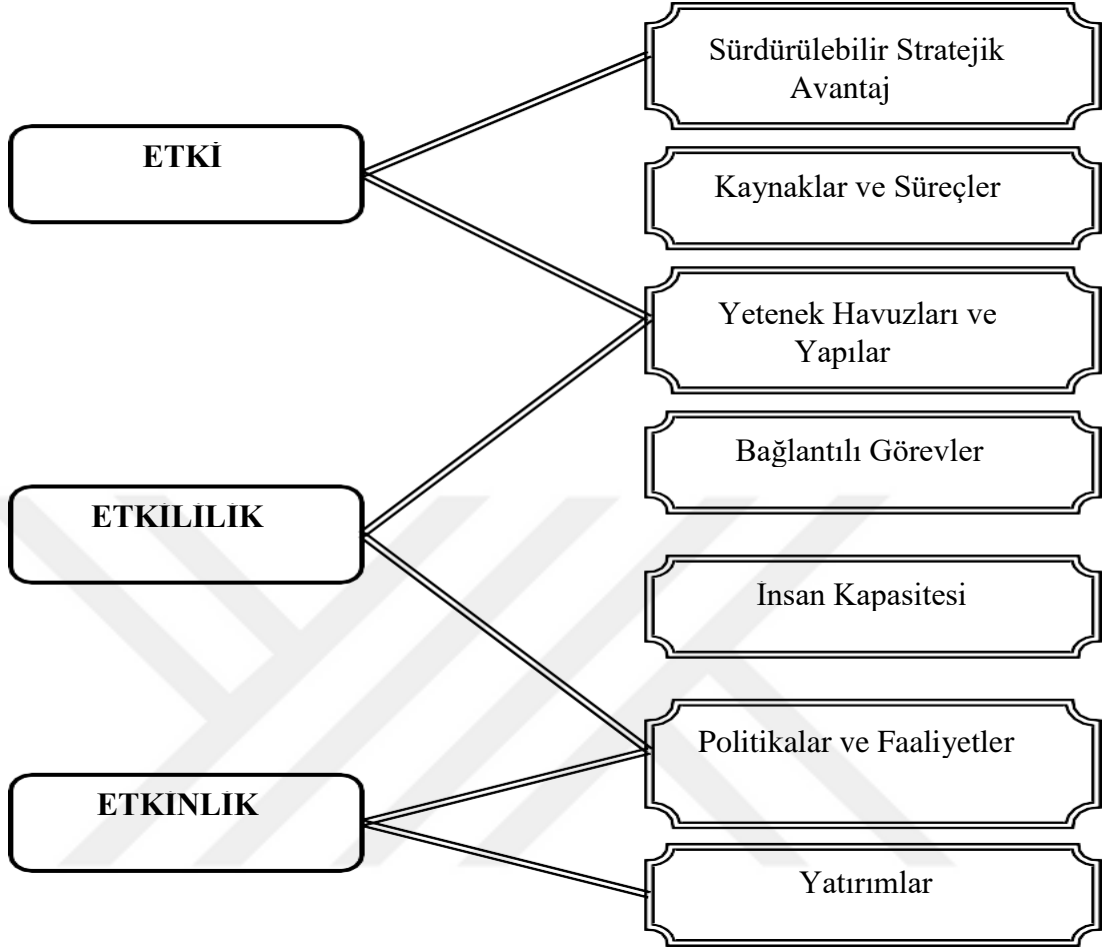 Sürdürülebilir Stratejik
Avantaj
ETKİ
Kaynaklar ve Süreçler
Yetenek Havuzları ve
Yapılar
Bağlantılı Görevler
ETKİLİLİK
İnsan Kapasitesi
Politikalar ve Faaliyetler
ETKİNLİK
Yatırımlar